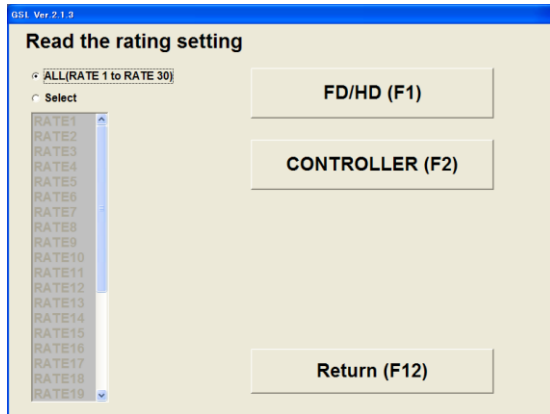 GSL Ver.2.1.3
Read the rating setting
ALL(RATE 1 to RATE 30)
Select
RATE1
RATE2
RATE3
RATE4
RATE5
RATE6
RATE7
RATE8
RATE9
RATE10
RATE11
RATE12
RATE13
RATE14
RATE15
RATE16
RATE17
RATE18
RATE19
FD/HD (F1)
CONTROLLER (F2)
Return (F12)